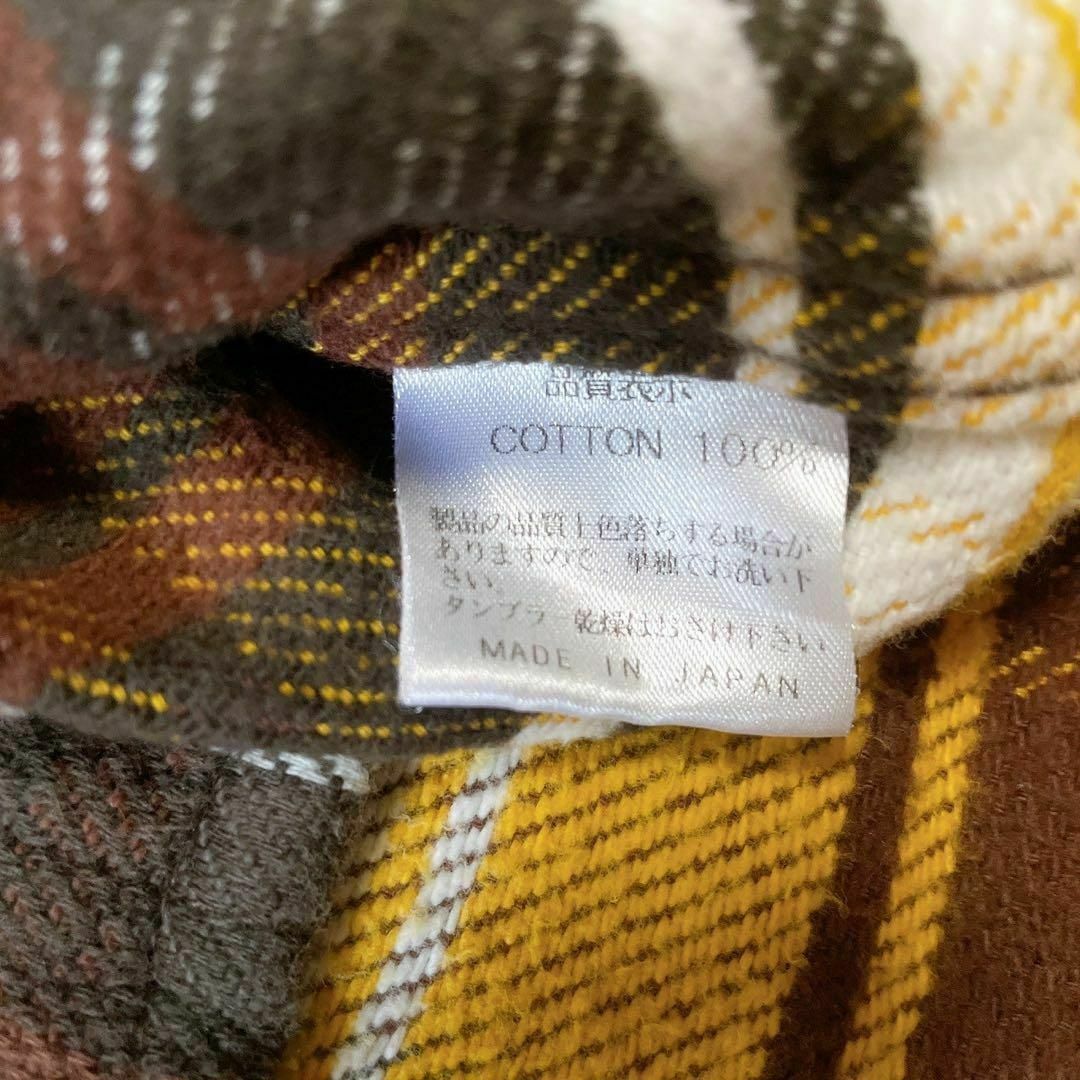 品質表示
COTTON 100%
製品の品質上色落ちする場合が
ありますので、単独でお洗い下
さい。
タンブラー乾燥はおさけ下さい
MADE IN JAPAN